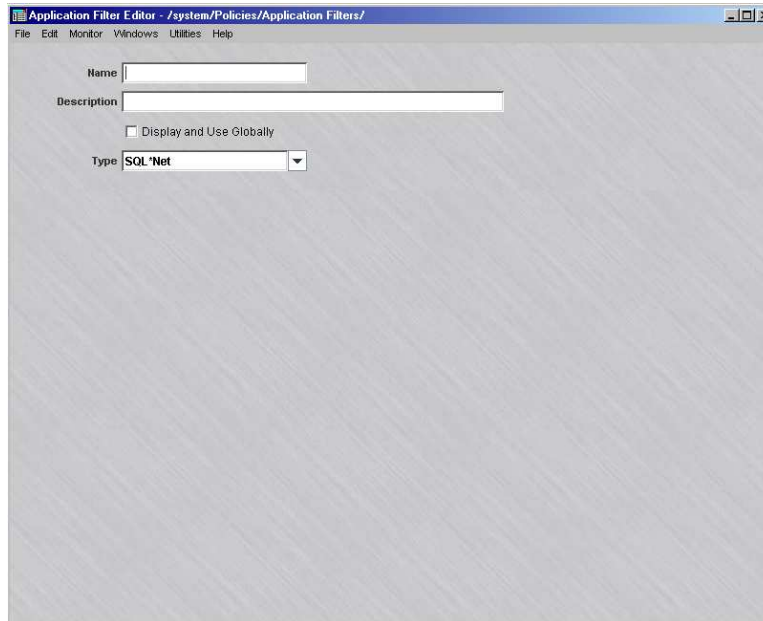 Application Filter Editor - /system/Policies/Application Filters/
File Edit Monitor Windows Utilities Help
Name
Description
Display and Use Globally
Type SQL*Net